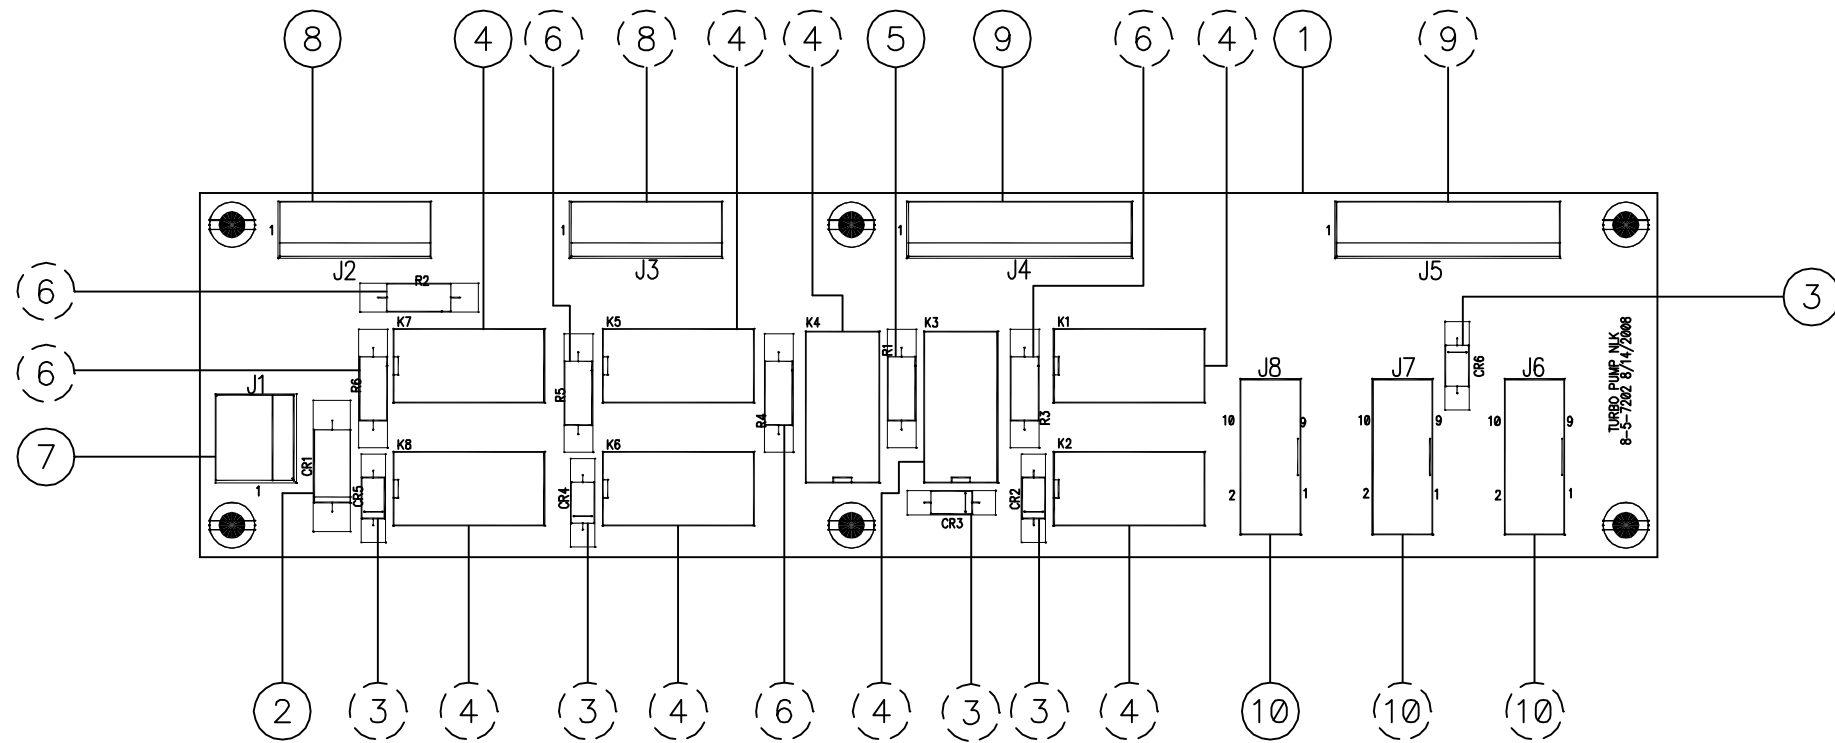 8 4 6 8 4 4 5 9 6 4 1 9
1 1 1 1
J2 J3 J4 J5
6 R2 3
K7 K5 K4 K3 K1
R1
6 R6 R5 R4 R3 CR6
J1 J8 J7 J6
TURBO PUMP NLK
8-5-7202 8/14/2008
10 9 10 9 10 9
K8 K6 K2
7 CR1 CR5 CR4 CR2
1 2 1 2 1 2 1
CR3
2 3 4 3 4 6 4 3 3 4 10 10 10